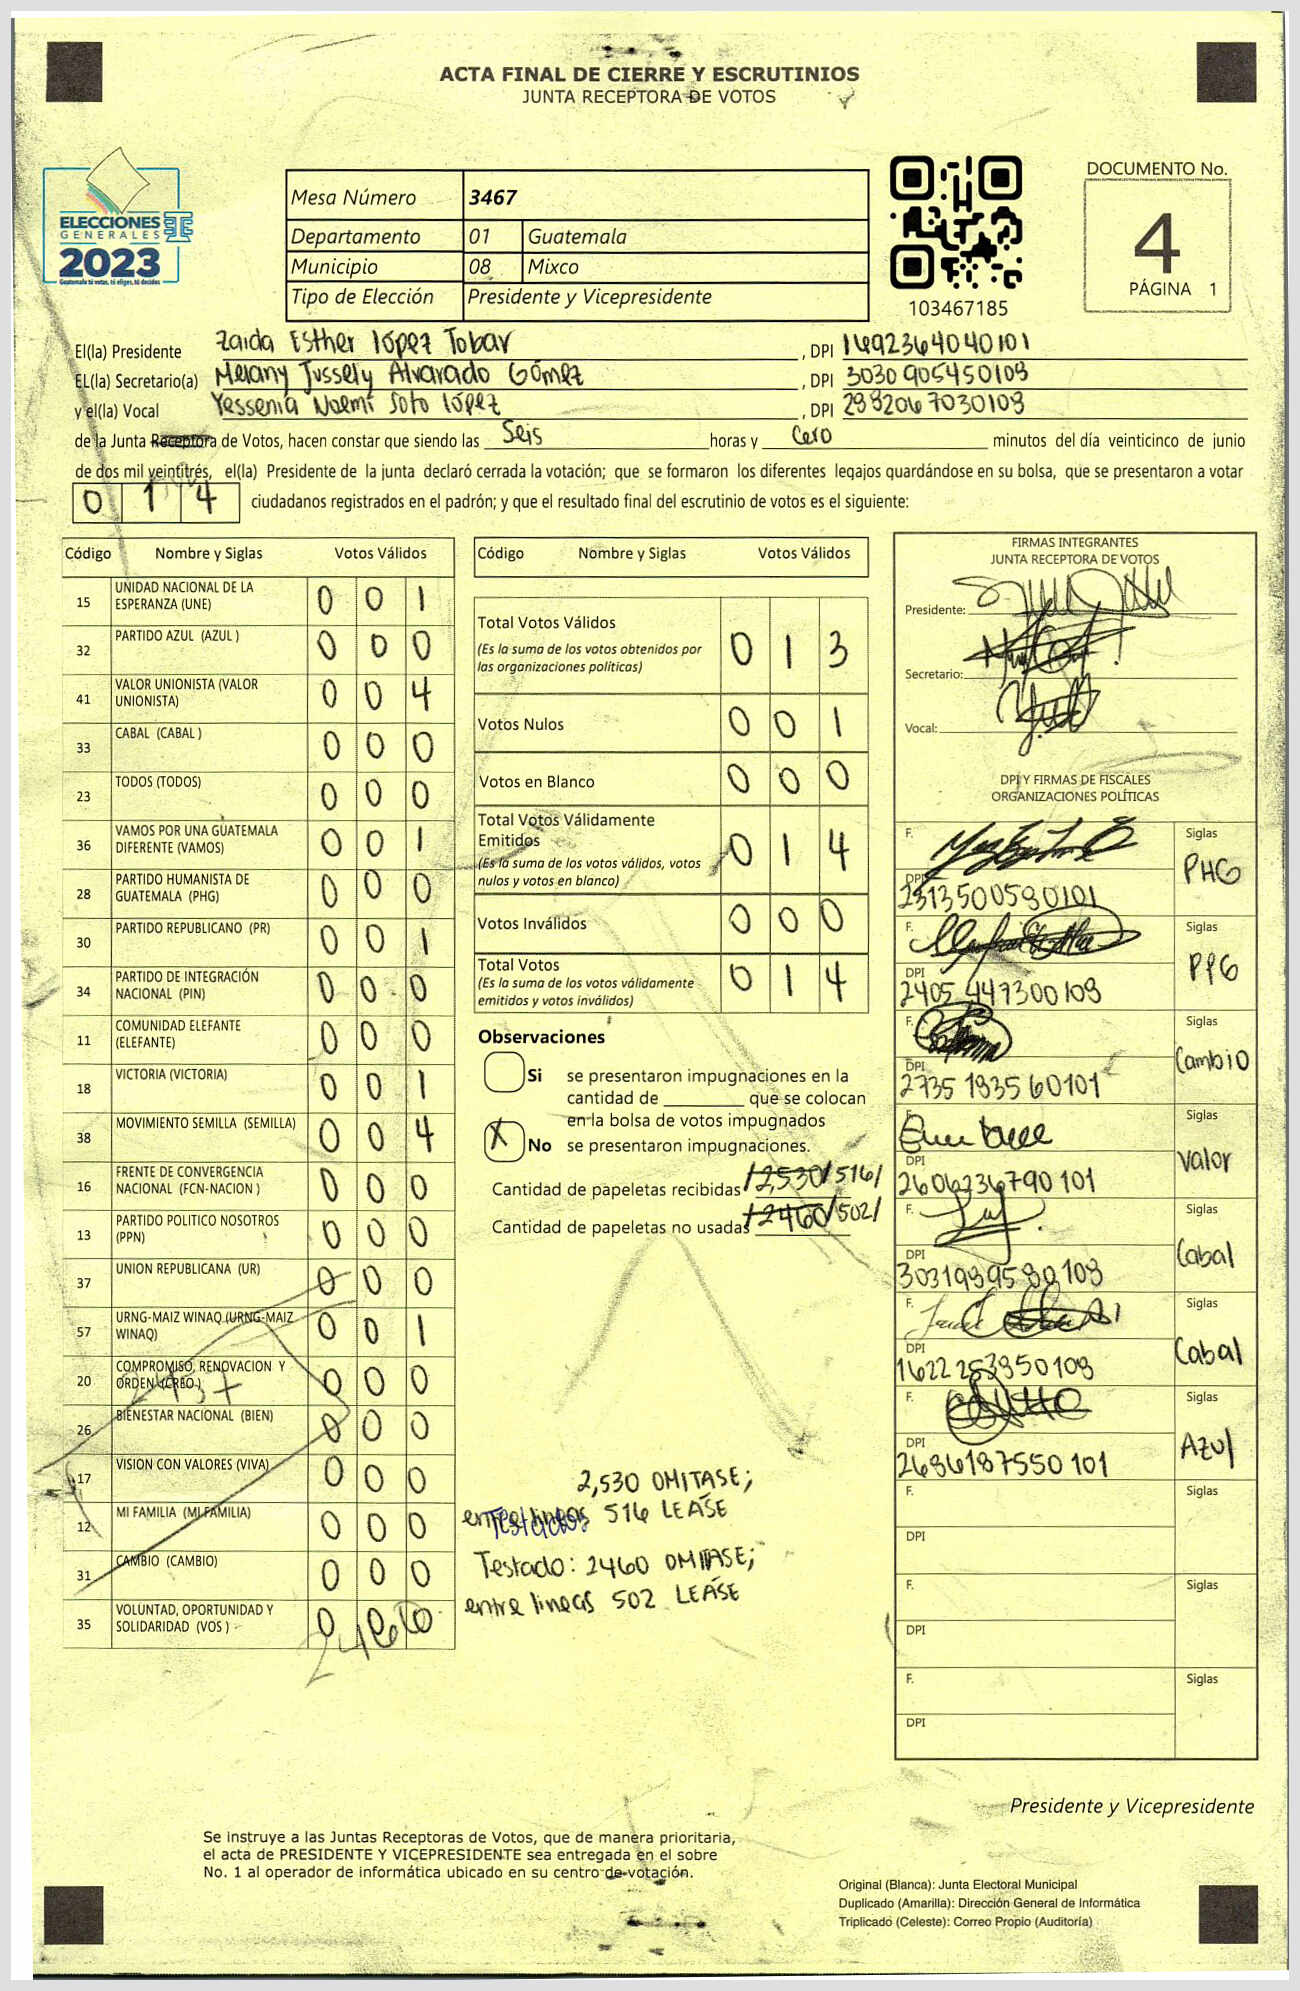 ACTA FINAL DE CIERRE Y ESCRUTINIOS
JUNTA RECEPTORA DE VOTOS
ELECCIONES
GENERALES
2023
Guatemala tú votas, tú eliges, tú decides
Mesa Número 3467
Departamento 01 Guatemala
Municipio 08 Mixco
Tipo de Elección Presidente y Vicepresidente
103467185
DOCUMENTO No.
4
PÁGINA 1
El(la) Presidente Zaida Esther lópez Tobar, DPI 1692364040101
EL(la) Secretario(a) Melany Jussely Alvarado Gómez, DPI 3030905450108
y el(la) Vocal Yessenia Noemí Soto lópez, DPI 2982067030108
de la Junta Receptora de Votos, hacen constar que siendo las Seis horas y Cero minutos del día veinticinco de junio
de dos mil veintitrés, el(la) Presidente de la junta declaró cerrada la votación; que se formaron los diferentes legajos quardándose en su bolsa, que se presentaron a votar
0 1 4 ciudadanos registrados en el padrón; y que el resultado final del escrutinio de votos es el siguiente:
Código Nombre y Siglas Votos Válidos
15 UNIDAD NACIONAL DE LA ESPERANZA (UNE) 0 0 1
32 PARTIDO AZUL (AZUL ) 0 0 0
41 VALOR UNIONISTA (VALOR UNIONISTA) 0 0 4
33 CABAL (CABAL ) 0 0 0
23 TODOS (TODOS) 0 0 0
36 VAMOS POR UNA GUATEMALA DIFERENTE (VAMOS) 0 0 1
28 PARTIDO HUMANISTA DE GUATEMALA (PHG) 0 0 0
30 PARTIDO REPUBLICANO (PR) 0 0 1
34 PARTIDO DE INTEGRACIÓN NACIONAL (PIN) 0 0 0
11 COMUNIDAD ELEFANTE (ELEFANTE) 0 0 0
18 VICTORIA (VICTORIA) 0 0 1
38 MOVIMIENTO SEMILLA (SEMILLA) 0 0 4
16 FRENTE DE CONVERGENCIA NACIONAL (FCN-NACION ) 0 0 0
13 PARTIDO POLITICO NOSOTROS (PPN) 0 0 0
37 UNION REPUBLICANA (UR) 0 0 0
57 URNG-MAIZ WINAQ (URNG-MAIZ WINAQ) 0 0 1
20 COMPROMISO, RENOVACION Y ORDEN (CREO ) 0 0 0
26 BIENESTAR NACIONAL (BIEN) 0 0 0
17 VISION CON VALORES (VIVA) 0 0 0
12 MI FAMILIA (MI FAMILIA) 0 0 0
31 CAMBIO (CAMBIO) 0 0 0
35 VOLUNTAD, OPORTUNIDAD Y SOLIDARIDAD (VOS ) 0 0 0
2460
Código Nombre y Siglas Votos Válidos
Total Votos Válidos 0 1 3
(Es la suma de los votos obtenidos por
las organizaciones politicas)
Votos Nulos 0 0 1
Votos en Blanco 0 0 0
Total Votos Válidamente
Emitidos 0 1 4
(Es la suma de los votos válidos, votos
nulos y votos en blanco)
Votos Inválidos 0 0 0
Total Votos 0 1 4
(Es la suma de los votos válidamente
emitidos y votos inválidos)
Observaciones
Si se presentaron impugnaciones en la
cantidad de ________ que se colocan
en la bolsa de votos impugnados
X No se presentaron impugnaciones.
Cantidad de papeletas recibidas /2,530/516/
Cantidad de papeletas no usadas /2460/502/
2,530 OMITASE;
entre lineas 516 LEASE
Testado: 2460 OMITASE;
entre lineas 502 LEASE
FIRMAS INTEGRANTES
JUNTA RECEPTORA DE VOTOS
Presidente:
Secretario:
Vocal:
DPI Y FIRMAS DE FISCALES
ORGANIZACIONES POLÍTICAS
F. Siglas
DPI 2313500580101 PHG
F. Siglas
DPI 2405 447300108 PPG
F. Siglas
DPI 2735 183560101 Cambio
F. Siglas
DPI 2606236790101 Valor
F. Siglas
DPI 3031989580108 Cabal
F. Siglas
DPI 1622253950108 Cabal
F. Siglas
DPI 2686187550101 Azul
F. Siglas
DPI
F. Siglas
DPI
F. Siglas
DPI
Presidente y Vicepresidente
Se instruye a las Juntas Receptoras de Votos, que de manera prioritaria,
el acta de PRESIDENTE Y VICEPRESIDENTE sea entregada en el sobre
No. 1 al operador de informática ubicado en su centro de votación.
Original (Blanca): Junta Electoral Municipal
Duplicado (Amarilla): Dirección General de Informática
Triplicado (Celeste): Correo Propio (Auditoría)